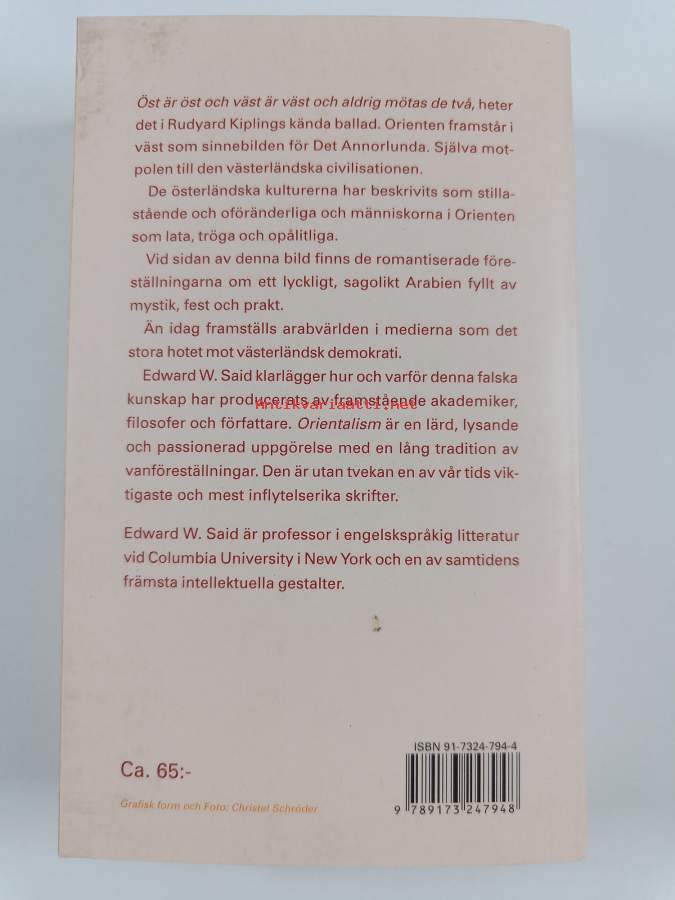 Öst är öst och väst är väst och aldrig mötas de två, heter
det i Rudyard Kiplings kända ballad. Orienten framstår i
väst som sinnebilden för Det Annorlunda. Själva mot-
polen till den västerländska civilisationen.
De österländska kulturerna har beskrivits som stilla-
stående och oföränderliga och människorna i Orienten
som lata, tröga och opålitliga.
Vid sidan av denna bild finns de romantiserade före-
ställningarna om ett lyckligt, sagolikt Arabien fyllt av
mystik, fest och prakt.
Än idag framställs arabvärlden i medierna som det
stora hotet mot västerländsk demokrati.
Edward W. Said klarlägger hur och varför denna falska
kunskap har producerats av framstående akademiker,
Antikvariaatti.net
filosofer och författare. Orientalism är en lärd, lysande
och passionerad uppgörelse med en lång tradition av
vanföreställningar. Den är utan tvekan en av vår tids vik-
tigaste och mest inflytelserika skrifter.
Edward W. Said är professor i engelskspråkig litteratur
vid Columbia University i New York och en av samtidens
främsta intellektuella gestalter.
ISBN 91-7324-794-4
Ca. 65:-
Grafisk form och Foto: Christel Schröder
9 789173 247948